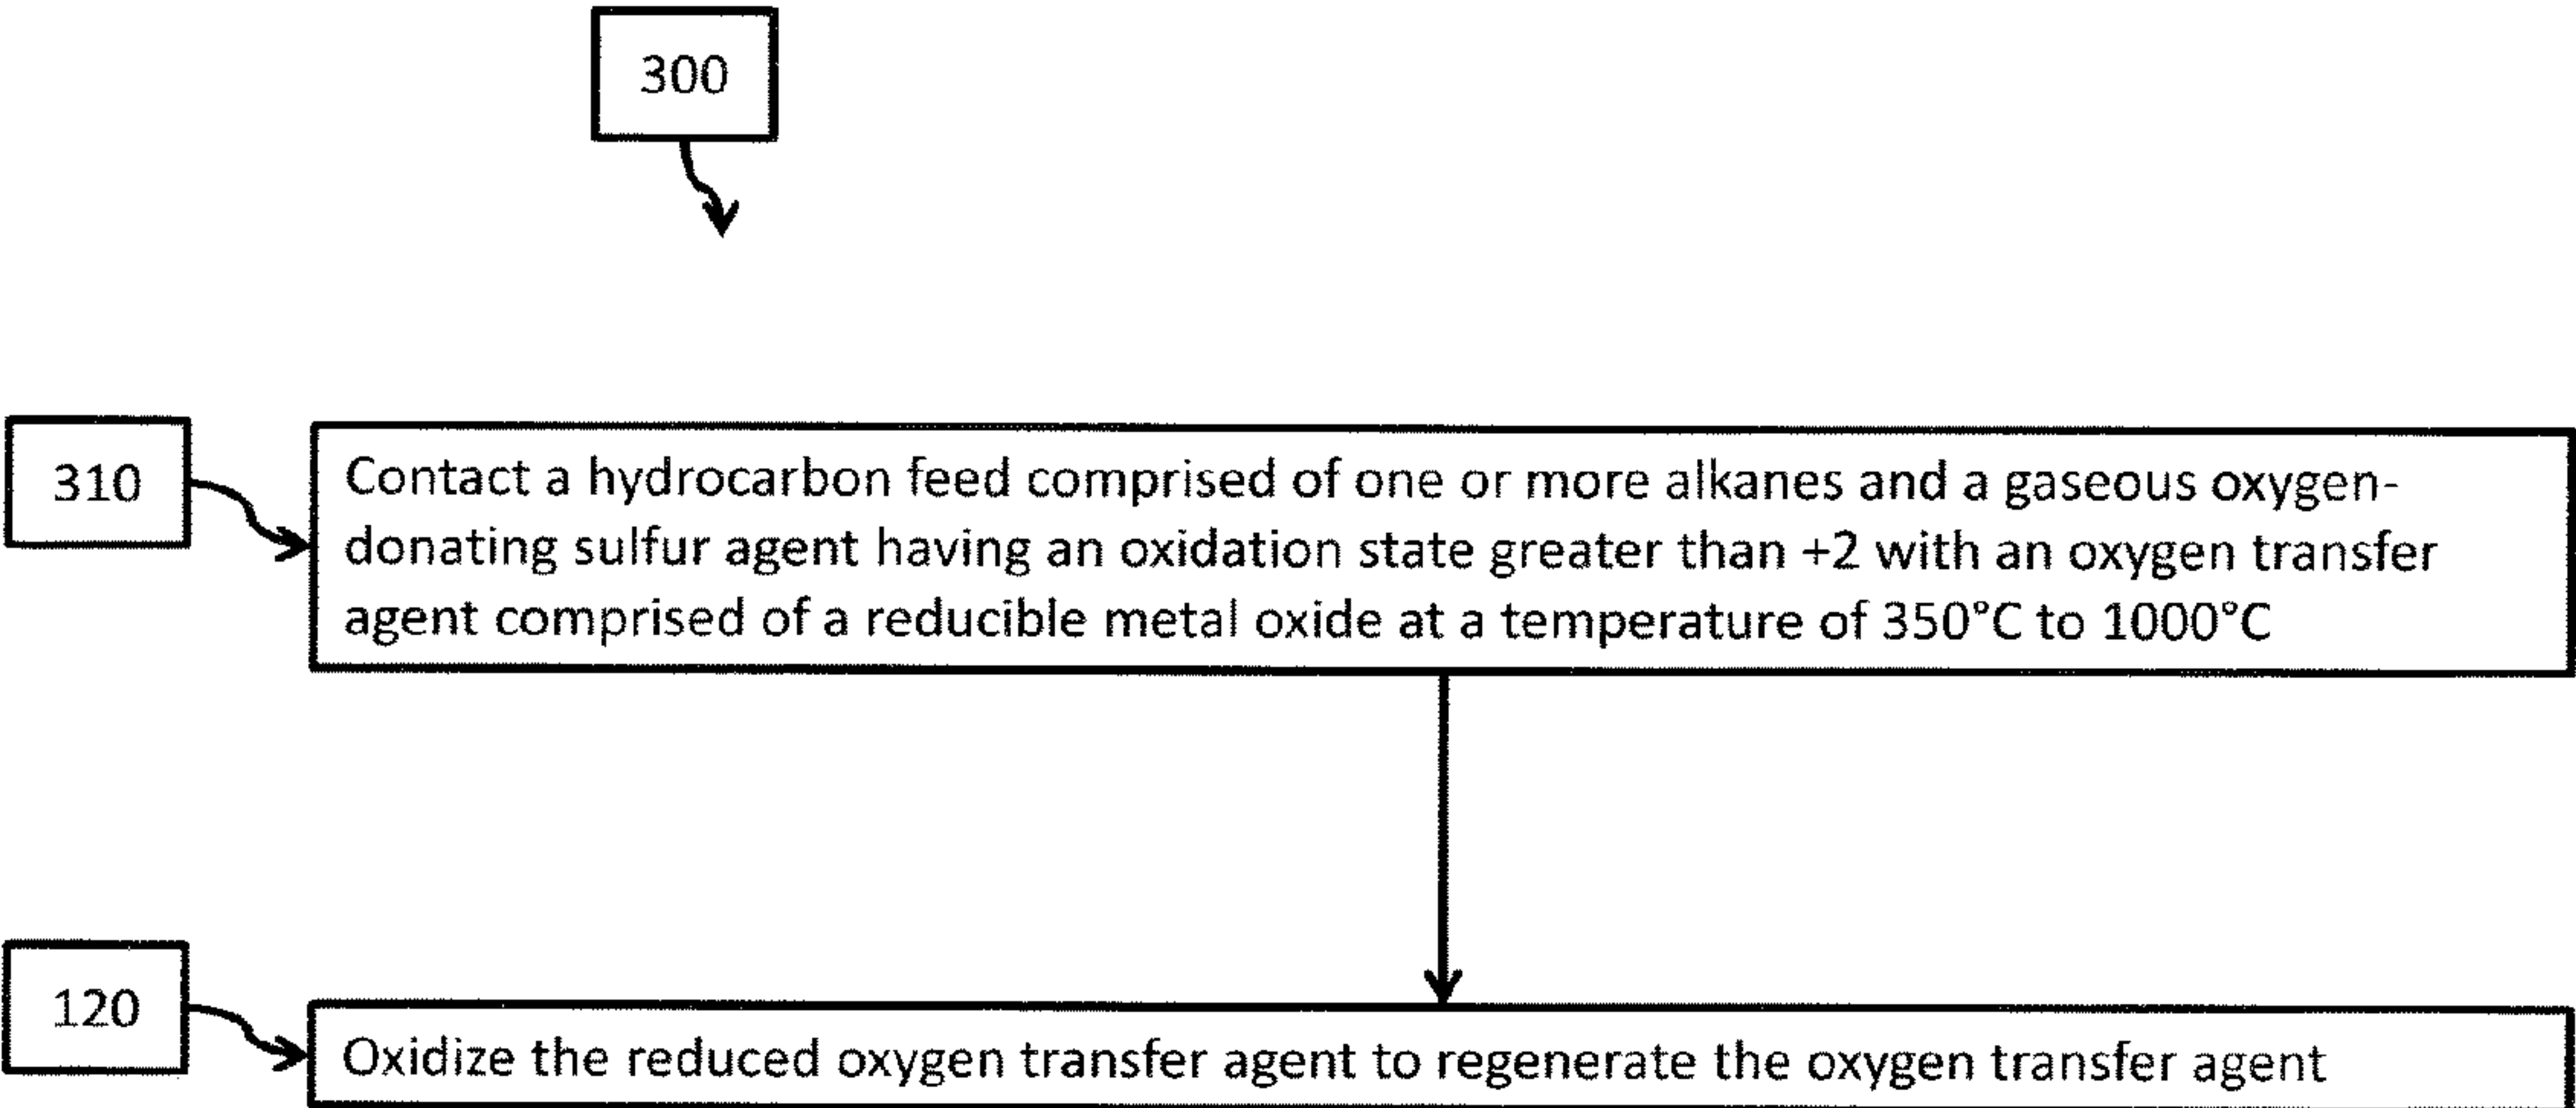 300
310
Contact a hydrocarbon feed comprised of one or more alkanes and a gaseous oxygen-
donating sulfur agent having an oxidation state greater than +2 with an oxygen transfer
agent comprised of a reducible metal oxide at a temperature of 350°C to 1000°C
120
Oxidize the reduced oxygen transfer agent to regenerate the oxygen transfer agent